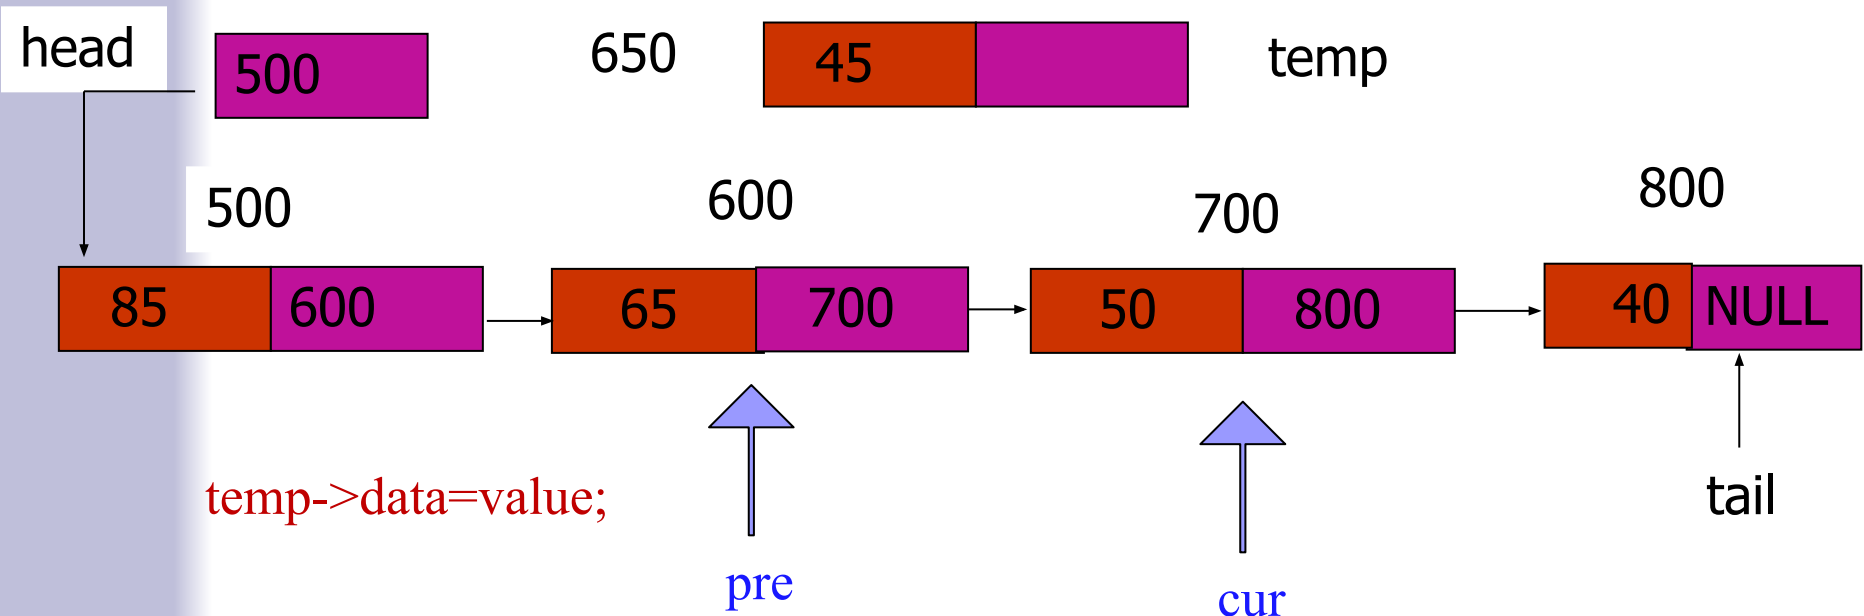 head 500 650 45 temp
500 600 700 800
85 600 65 700 50 800 40 NULL
temp->data=value; tail
pre cur